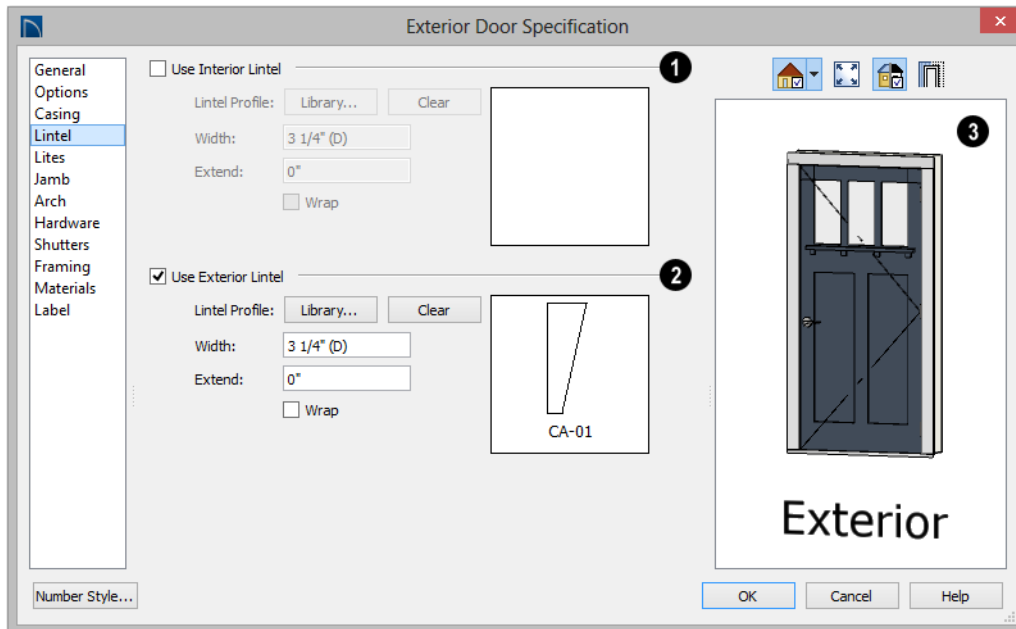 Exterior Door Specification
General
Options
Casing
Lintel
Lites
Jamb
Arch
Hardware
Shutters
Framing
Materials
Label
Use Interior Lintel
1
Lintel Profile: Library... Clear
Width: 3 1/4" (D)
Extend: 0"
Wrap
Use Exterior Lintel
2
Lintel Profile: Library... Clear
Width: 3 1/4" (D)
Extend: 0"
Wrap
CA-01
3
Exterior
Number Style... OK Cancel Help